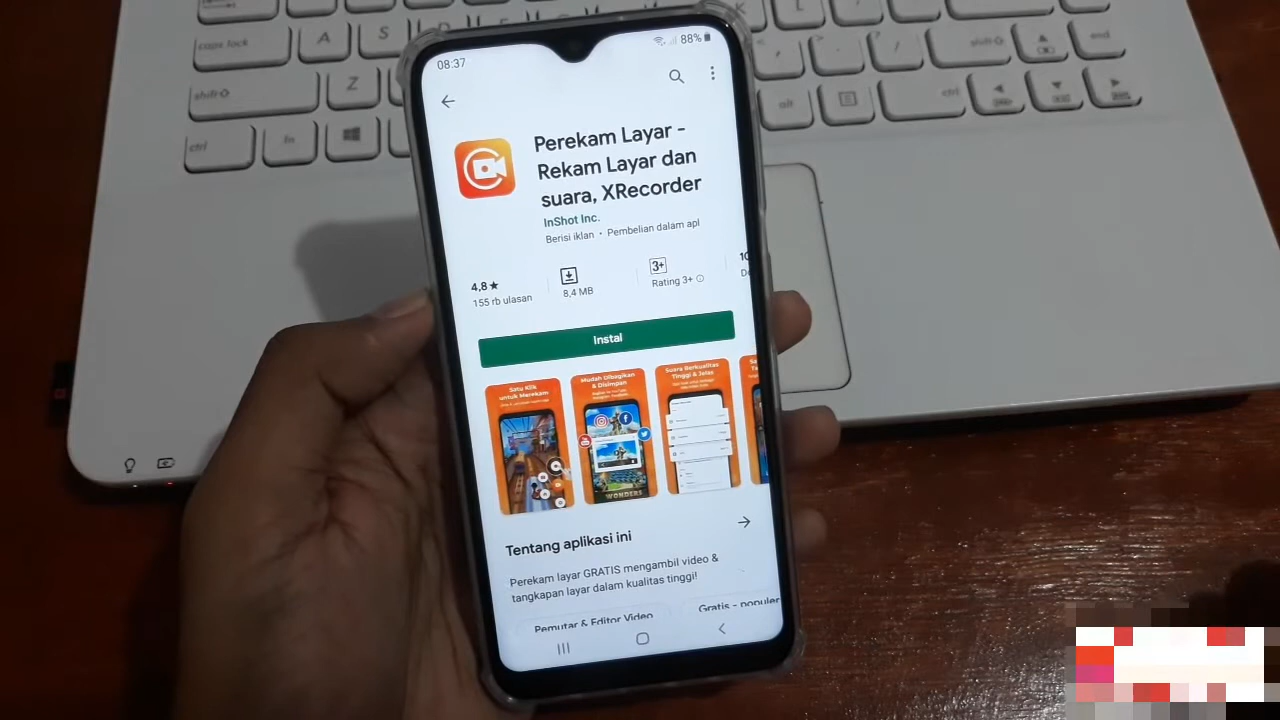 caps lock
A
S
K
L
end
shift
Z
alt
ctrl
ctrl
fn
08:37
88%
Perekam Layar -
Rekam Layar dan
suara, XRecorder
InShot Inc.
Berisi iklan • Pembelian dalam apl
4,8★
155 rb ulasan
8,4 MB
3+
Rating 3+
Instal
Satu Klik
untuk Merekam
Mudah Dibagikan
& Disimpan
Suara Berkualitas
Tinggi & Jelas
WONDERS
Tentang aplikasi ini
Perekam layar GRATIS mengambil video &
tangkapan layar dalam kualitas tinggi!
Pemutar & Editor Video
Gratis - populer